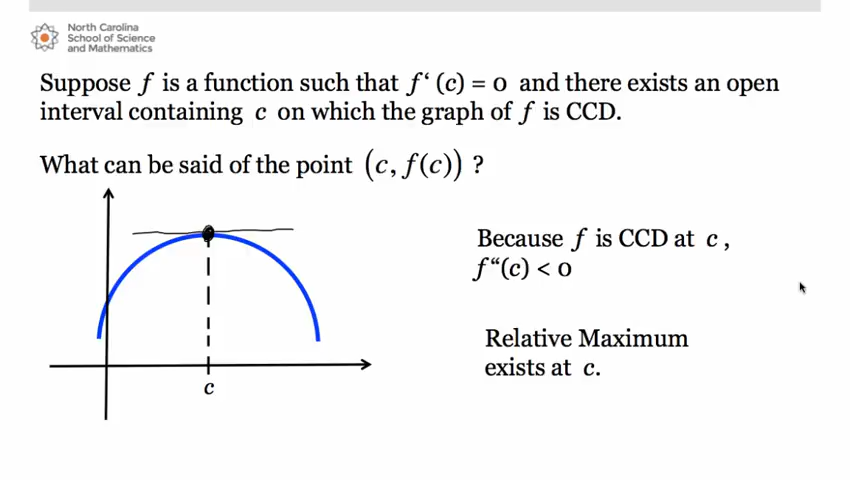 North Carolina
School of Science
and Mathematics
Suppose f is a function such that f‘ (c) = 0 and there exists an open
interval containing c on which the graph of f is CCD.
What can be said of the point (c, f(c)) ?
Because f is CCD at c ,
f “(c) < 0
Relative Maximum
exists at c.
c